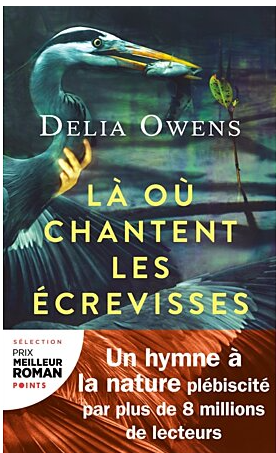 DELIA OWENS
LÀ OÙ
CHANTENT
LES
ÉCREVISSES
SÉLECTION
PRIX
MEILLEUR
ROMAN
POINTS
Un hymne à
la nature plébiscité
par plus de 8 millions
de lecteurs